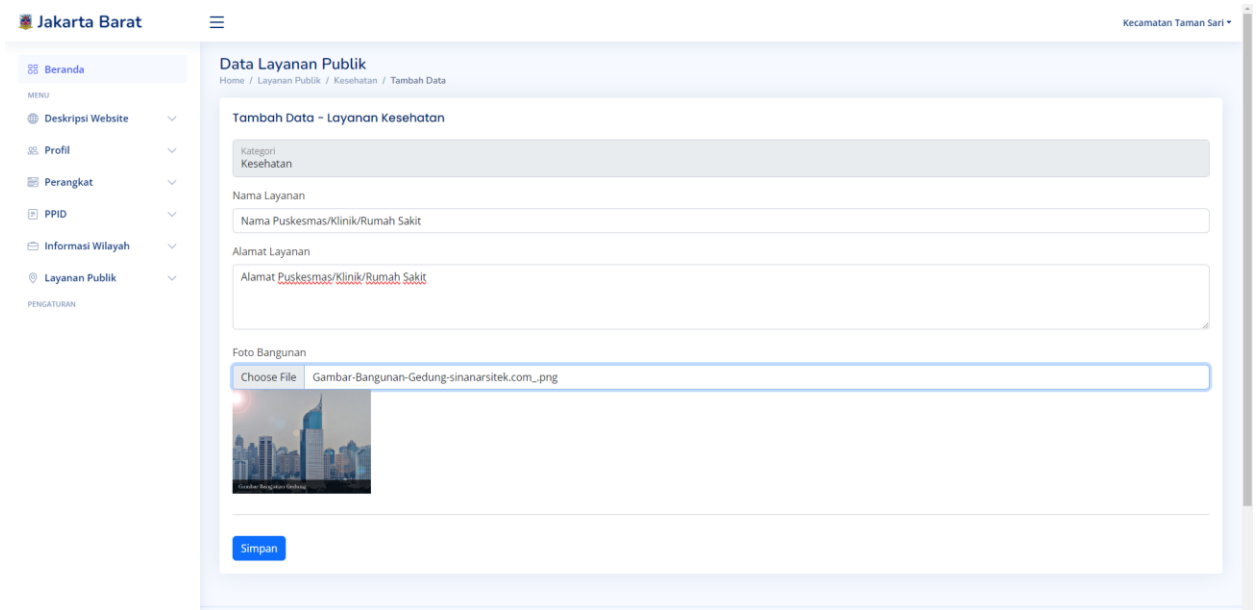 Jakarta Barat
Kecamatan Taman Sari
Beranda
MENU
Deskripsi Website
Profil
Perangkat
PPID
Informasi Wilayah
Layanan Publik
PENGATURAN
Data Layanan Publik
Home / Layanan Publik / Kesehatan / Tambah Data
Tambah Data - Layanan Kesehatan
Kategori
Kesehatan
Nama Layanan
Nama Puskesmas/Klinik/Rumah Sakit
Alamat Layanan
Alamat Puskesmas/Klinik/Rumah Sakit
Foto Bangunan
Choose File Gambar-Bangunan-Gedung-sinanarsitek.com_.png
Gambar Bangunan Gedung
Simpan